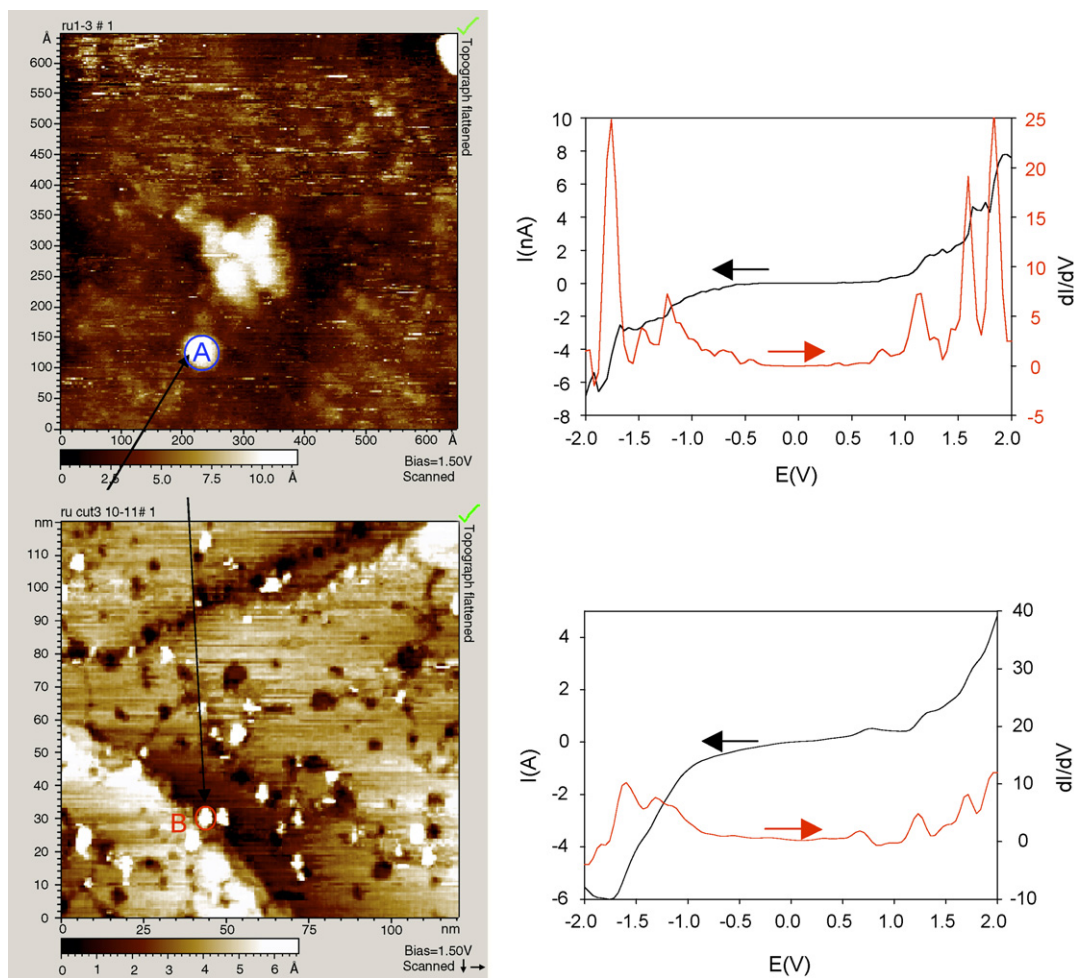 ru1-3 # 1
Å
600
550
500
450
400
350
300
250
200
150
100
50
0
A
Topograph flattened
0 100 200 300 400 500 600 Å
0 2.5 5.0 7.5 10.0 Å
Bias=1.50V
Scanned
10
8
6
4
2
0
-2
-4
-6
-8
I(nA)
25
20
15
10
5
0
-5
dI/dV
-2.0 -1.5 -1.0 -0.5 0.0 0.5 1.0 1.5 2.0
E(V)
ru cut3 10-11# 1
nm
110
100
90
80
70
60
50
40
30
20
10
0
B
Topograph flattened
0 25 50 75 100 nm
0 1 2 3 4 5 6 Å
Bias=1.50V
Scanned
4
2
0
-2
-4
-6
I(A)
40
30
20
10
0
-10
dI/dV
-2.0 -1.5 -1.0 -0.5 0.0 0.5 1.0 1.5 2.0
E(V)